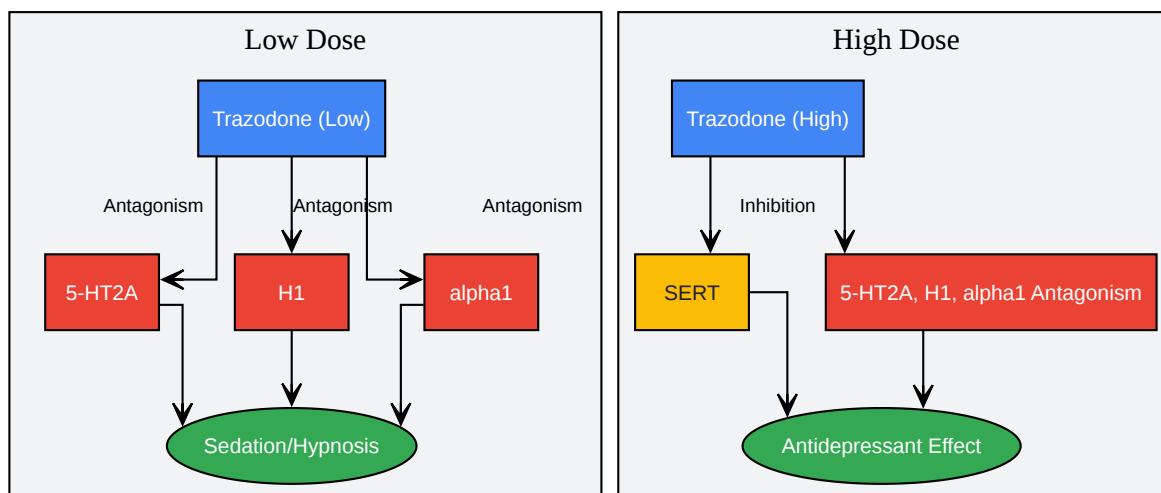 Low Dose
Trazodone (Low)
Antagonism
Antagonism
Antagonism
5-HT2A
H1
alpha1
Sedation/Hypnosis
High Dose
Trazodone (High)
Inhibition
SERT
5-HT2A, H1, alpha1 Antagonism
Antidepressant Effect